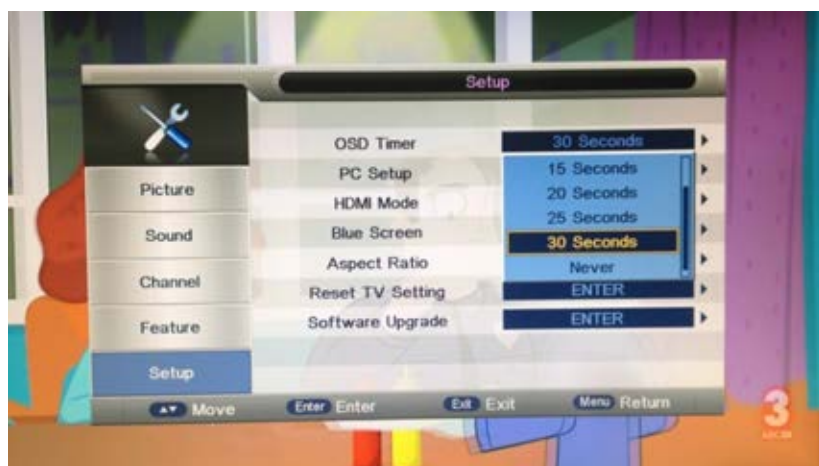 Setup
OSD Timer 30 Seconds
PC Setup 15 Seconds
Picture
20 Seconds
HDMI Mode
25 Seconds
Sound
Blue Screen
30 Seconds
Aspect Ratio
Never
Channel
Reset TV Setting ENTER
Feature
Software Upgrade ENTER
Setup
Move Enter Enter Exit Exit Menu Return
3